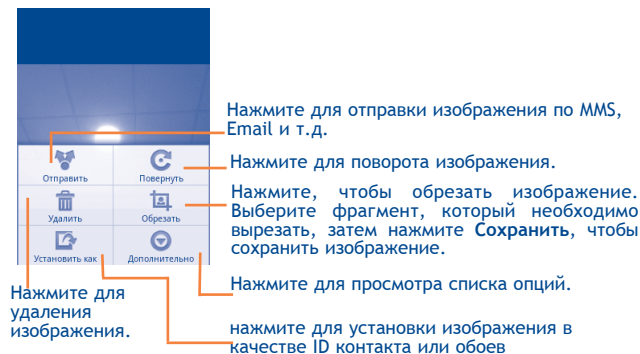 Нажмите для отправки изображения по MMS,
Email и т.д.
Отправить
Повернуть
Нажмите для поворота изображения.
Удалить
Обрезать
Нажмите, чтобы обрезать изображение.
Выберите фрагмент, который необходимо
вырезать, затем нажмите Сохранить, чтобы
сохранить изображение.
Установить как
Дополнительно
Нажмите для просмотра списка опций.
Нажмите для
удаления
изображения.
нажмите для установки изображения в
качестве ID контакта или обоев